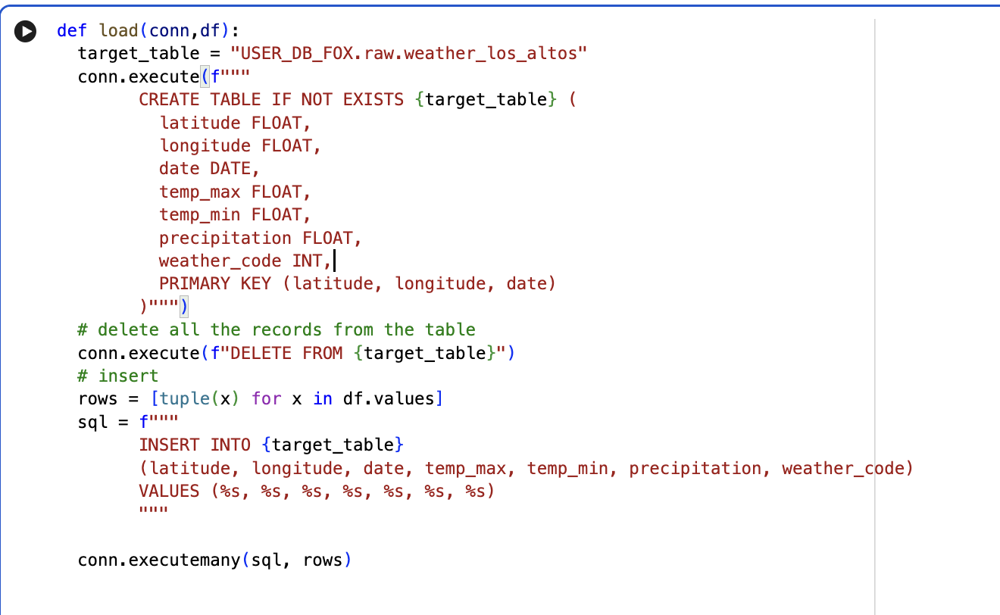 def load(conn,df):
  target_table = "USER_DB_FOX.raw.weather_los_altos"
  conn.execute(f"""
        CREATE TABLE IF NOT EXISTS {target_table} (
          latitude FLOAT,
          longitude FLOAT,
          date DATE,
          temp_max FLOAT,
          temp_min FLOAT,
          precipitation FLOAT,
          weather_code INT,
          PRIMARY KEY (latitude, longitude, date)
        )""")
  # delete all the records from the table
  conn.execute(f"DELETE FROM {target_table}")
  # insert
  rows = [tuple(x) for x in df.values]
  sql = f"""
        INSERT INTO {target_table}
        (latitude, longitude, date, temp_max, temp_min, precipitation, weather_code)
        VALUES (%s, %s, %s, %s, %s, %s, %s)
        """
  conn.executemany(sql, rows)